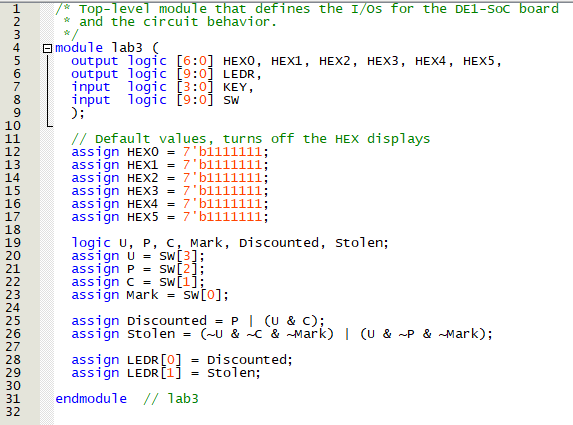 1 /* Top-level module that defines the I/Os for the DE1-SoC board
2 * and the circuit behavior.
3 */
4 module lab3 (
5 output logic [6:0] HEX0, HEX1, HEX2, HEX3, HEX4, HEX5,
6 output logic [9:0] LEDR,
7 input logic [3:0] KEY,
8 input logic [9:0] SW
9 );
10
11 // Default values, turns off the HEX displays
12 assign HEX0 = 7'b1111111;
13 assign HEX1 = 7'b1111111;
14 assign HEX2 = 7'b1111111;
15 assign HEX3 = 7'b1111111;
16 assign HEX4 = 7'b1111111;
17 assign HEX5 = 7'b1111111;
18
19 logic U, P, C, Mark, Discounted, Stolen;
20 assign U = SW[3];
21 assign P = SW[2];
22 assign C = SW[1];
23 assign Mark = SW[0];
24
25 assign Discounted = P | (U & C);
26 assign Stolen = (~U & ~C & ~Mark) | (U & ~P & ~Mark);
27
28 assign LEDR[0] = Discounted;
29 assign LEDR[1] = Stolen;
30
31 endmodule // lab3
32